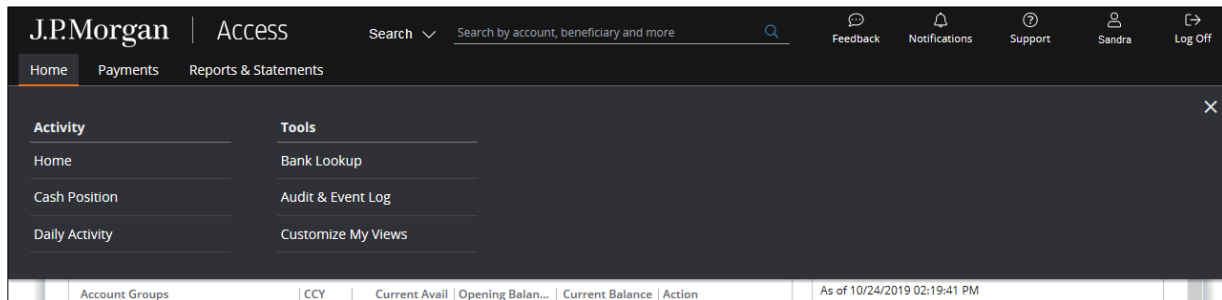 J.P.Morgan | Access Search Search by account, beneficiary and more Feedback Notifications Support Sandra Log Off
Home Payments Reports & Statements
Activity Tools
Home Bank Lookup
Cash Position Audit & Event Log
Daily Activity Customize My Views
Account Groups CCY Current Avail Opening Balan... Current Balance Action As of 10/24/2019 02:19:41 PM